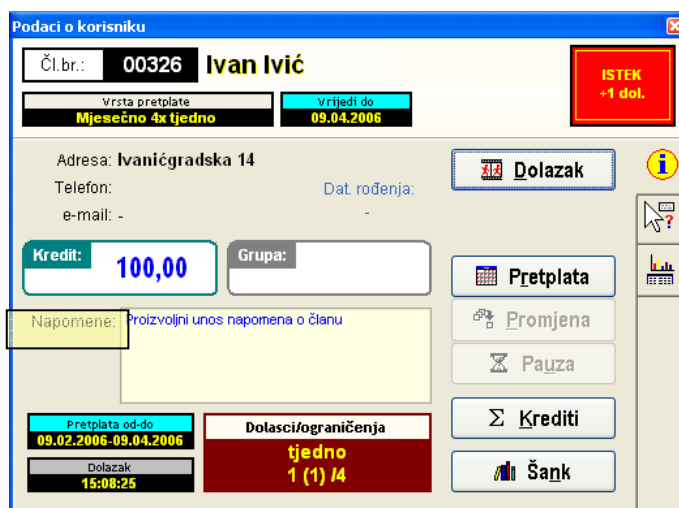 Podaci o korisniku
Čl.br.: 00326 Ivan Ivić
ISTEK
+1 dol.
Vrsta pretplate
Mjesečno 4x tjedno
Vrijedi do
09.04.2006
Adresa: Ivanićgradska 14
Telefon:
Dat. rođenja:
e-mail: -
-
Dolazak
Kredit: 100,00
Grupa:
Pretplata
Napomene: Proizvoljni unos napomena o članu
Promjena
Pauza
Pretplata od-do
09.02.2006-09.04.2006
Dolazak
15:08:25
Dolasci/ograničenja
tjedno
1 (1) /4
Σ Krediti
Šank